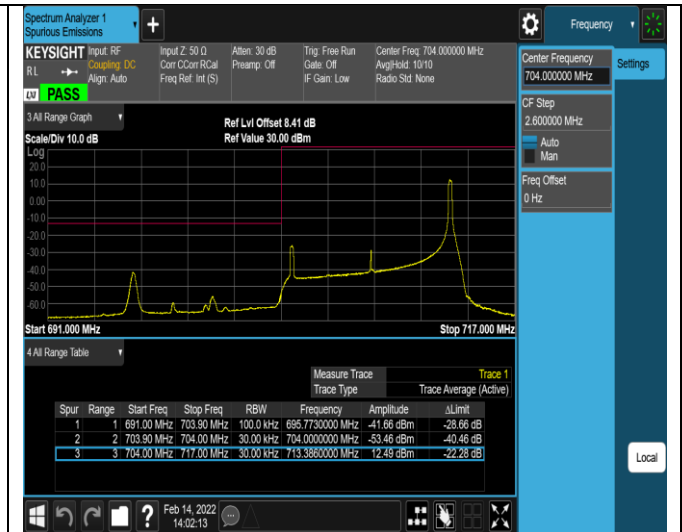 Spectrum Analyzer 1
Spurious Emissions
Frequency
KEYSIGHT
RL
Input: RF
Coupling: DC
Align: Auto
Input Z: 50 Ω
Corr CCorr RCal
Freq Ref: Int (S)
Atten: 30 dB
Preamp: Off
Trig: Free Run
Gate: Off
IF Gain: Low
Center Freq: 704.000000 MHz
Avg|Hold: 10/10
Radio Std: None
LXI PASS
Center Frequency
704.000000 MHz
Settings
CF Step
2.600000 MHz
Auto
Man
Freq Offset
0 Hz
3 All Range Graph
Ref Lvl Offset 8.41 dB
Scale/Div 10.0 dB
Ref Value 30.00 dBm
Log
20.0
10.0
0.00
-10.0
-20.0
-30.0
-40.0
-50.0
-60.0
Start 691.000 MHz
Stop 717.000 MHz
4 All Range Table
Measure Trace Trace 1
Trace Type Trace Average (Active)
Spur Range Start Freq Stop Freq RBW Frequency Amplitude ΔLimit
1 1 691.00 MHz 703.90 MHz 100.0 kHz 695.7730000 MHz -41.66 dBm -28.66 dB
2 2 703.90 MHz 704.00 MHz 30.00 kHz 704.0000000 MHz -53.46 dBm -40.46 dB
3 3 704.00 MHz 717.00 MHz 30.00 kHz 713.3860000 MHz 12.49 dBm -22.28 dB
Local
Feb 14, 2022
14:02:13